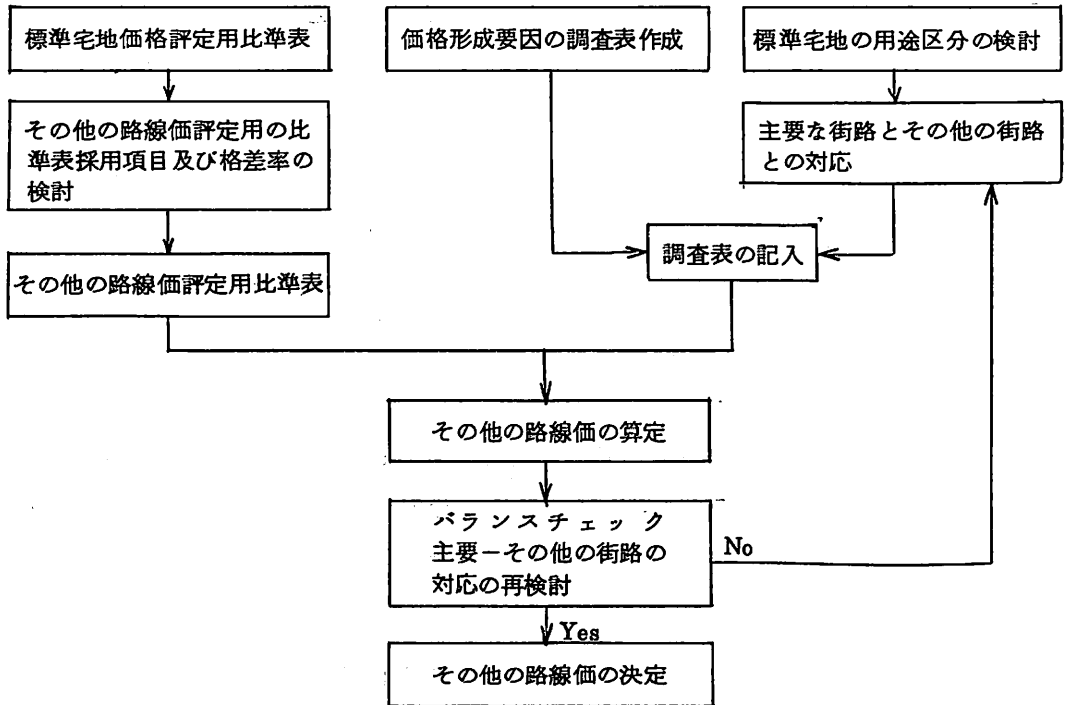 標準宅地価格評定用比準表
価格形成要因の調査表作成
標準宅地の用途区分の検討
その他の路線価評定用の比
準表採用項目及び格差率の
検討
主要な街路とその他の街路
との対応
その他の路線価評定用比準表
調査表の記入
その他の路線価の算定
バランスチェック
主要－その他の街路の
対応の再検討
No
Yes
その他の路線価の決定